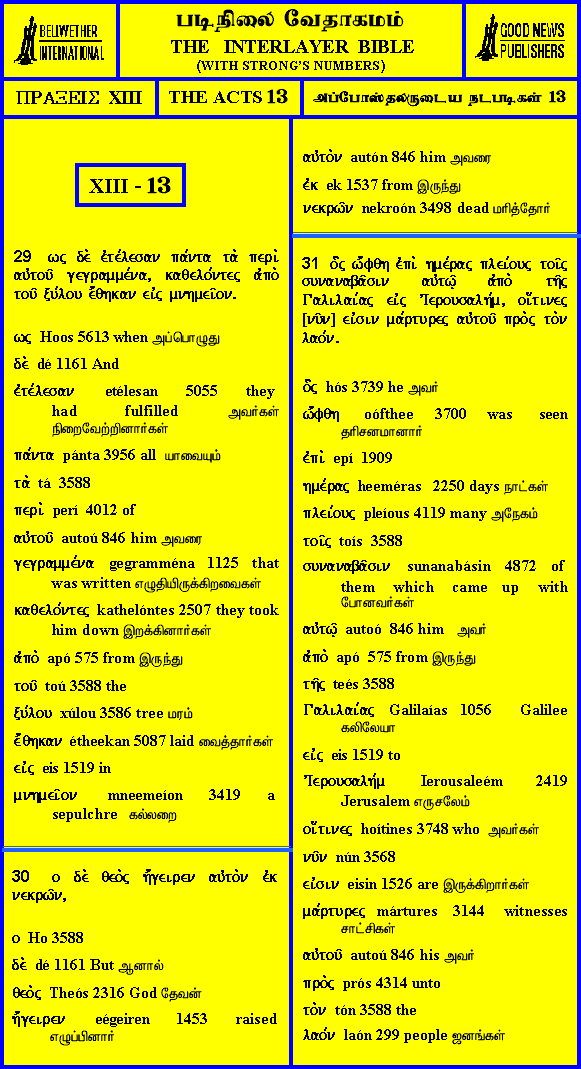 BELLWETHER
INTERNATIONAL
படிநிலை வேதாகமம்
THE INTERLAYER BIBLE
(WITH STRONG'S NUMBERS)
GOOD NEWS
PUBLISHERS
ΠΡΑΞΕΙΣ XIII
THE ACTS 13
அப்போஸ்தலருடைய நடபடிகள் 13
XIII - 13
29 ως δὲ ἐτέλεσαν πάντα τὰ περὶ
αὐτοῦ γεγραμμένα, καθελόντες ἀπὸ
τοῦ ξύλου ἔθηκαν εἰς μνημεῖον.
ως Hoos 5613 when அப்பொழுது
δὲ dé 1161 And
ἐτέλεσαν etélesan 5055 they
had fulfilled அவர்கள்
நிறைவேற்றினார்கள்
πάντα pánta 3956 all யாவையும்
τὰ tá 3588
περὶ perí 4012 of
αὐτοῦ autoú 846 him அவரை
γεγραμμένα gegramména 1125 that
was written எழுதியிருக்கிறவைகள்
καθελόντες kathelóntes 2507 they took
him down இறக்கினார்கள்
ἀπὸ apó 575 from இருந்து
τοῦ toú 3588 the
ξύλου xúlou 3586 tree மரம்
ἔθηκαν étheekan 5087 laid வைத்தார்கள்
εἰς eis 1519 in
μνημεῖον mneemeíon 3419 a
sepulchre கல்லறை
30 ο δὲ θεὸς ἤγειρεν αὐτὸν ἐκ
νεκρῶν,
ο Ho 3588
δὲ dé 1161 But ஆனால்
θεὸς Theós 2316 God தேவன்
ἤγειρεν eégeiren 1453 raised
எழுப்பினார்
αὐτὸν autón 846 him அவரை
ἐκ ek 1537 from இருந்து
νεκρῶν nekroón 3498 dead மரித்தோர்
31 ὃς ὤφθη ἐπὶ ημέρας πλείους τοῖς
συναναβᾶσιν αὐτῷ ἀπὸ τῆς
Γαλιλαίας εἰς Ἰερουσαλήμ, οἵτινες
[νῦν] εἰσιν μάρτυρες αὐτοῦ πρὸς τὸν
λαόν.
ὃς hós 3739 he அவர்
ὤφθη oófthee 3700 was seen
தரிசனமானார்
ἐπὶ epí 1909
ημέρας heeméras 2250 days நாட்கள்
πλείους pleíous 4119 many அநேகம்
τοῖς toís 3588
συναναβᾶσιν sunanabásin 4872 of
them which came up with
போனவர்கள்
αὐτῷ autoó 846 him அவர்
ἀπὸ apó 575 from இருந்து
τῆς teés 3588
Γαλιλαίας Galilaías 1056 Galilee
கலிலேயா
εἰς eis 1519 to
Ἰερουσαλήμ Ierousaleém 2419
Jerusalem எருசலேம்
οἵτινες hoítines 3748 who அவர்கள்
νῦν nún 3568
εἰσιν eisin 1526 are இருக்கிறார்கள்
μάρτυρες mártures 3144 witnesses
சாட்சிகள்
αὐτοῦ autoú 846 his அவர்
πρὸς prós 4314 unto
τὸν tón 3588 the
λαόν laón 299 people ஜனங்கள்